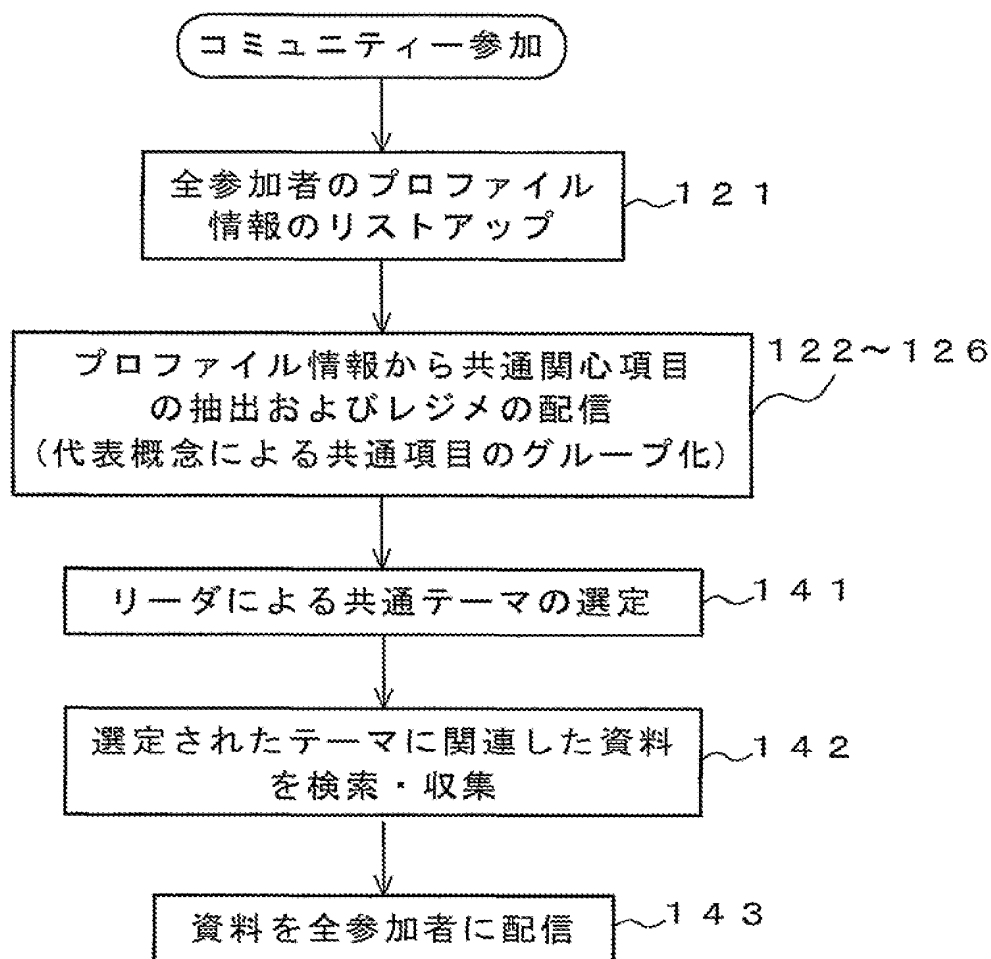 コミュニティー参加
全参加者のプロファイル
情報のリストアップ
121
プロファイル情報から共通関心項目
の抽出およびレジメの配信
(代表概念による共通項目のグループ化)
122〜126
リーダによる共通テーマの選定
141
選定されたテーマに関連した資料
を検索・収集
142
資料を全参加者に配信
143